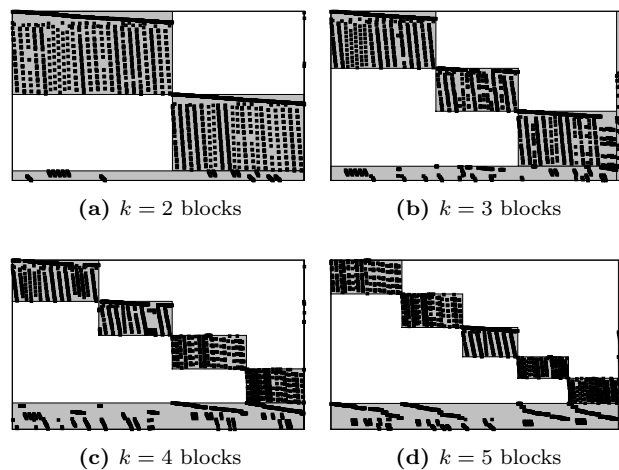 (a) k = 2 blocks
(b) k = 3 blocks
(c) k = 4 blocks
(d) k = 5 blocks